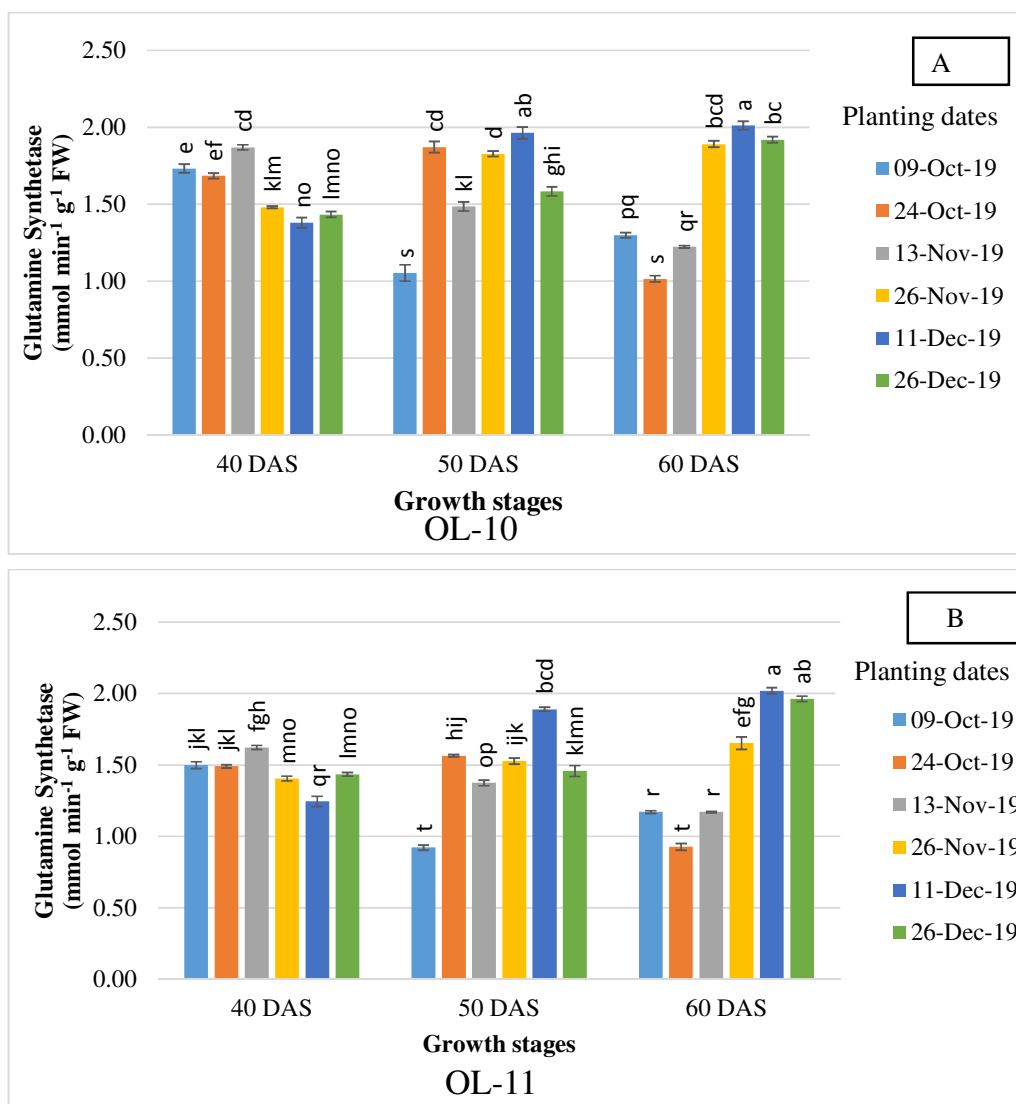 A
Glutamine Synthetase
(mmol min⁻¹ g⁻¹ FW)
2.50
2.00
1.50
1.00
0.50
0.00
e
ef
cd
klm
no
lmno
s
cd
kl
d
ab
ghi
pq
s
qr
bcd
a
bc
40 DAS
50 DAS
60 DAS
Growth stages
OL-10
Planting dates
09-Oct-19
24-Oct-19
13-Nov-19
26-Nov-19
11-Dec-19
26-Dec-19
B
Glutamine Synthetase
(mmol min⁻¹ g⁻¹ FW)
2.50
2.00
1.50
1.00
0.50
0.00
jkl
jkl
fgh
mno
qr
lmno
t
hij
op
ijk
bcd
klmn
r
t
r
efg
a
ab
40 DAS
50 DAS
60 DAS
Growth stages
OL-11
Planting dates
09-Oct-19
24-Oct-19
13-Nov-19
26-Nov-19
11-Dec-19
26-Dec-19